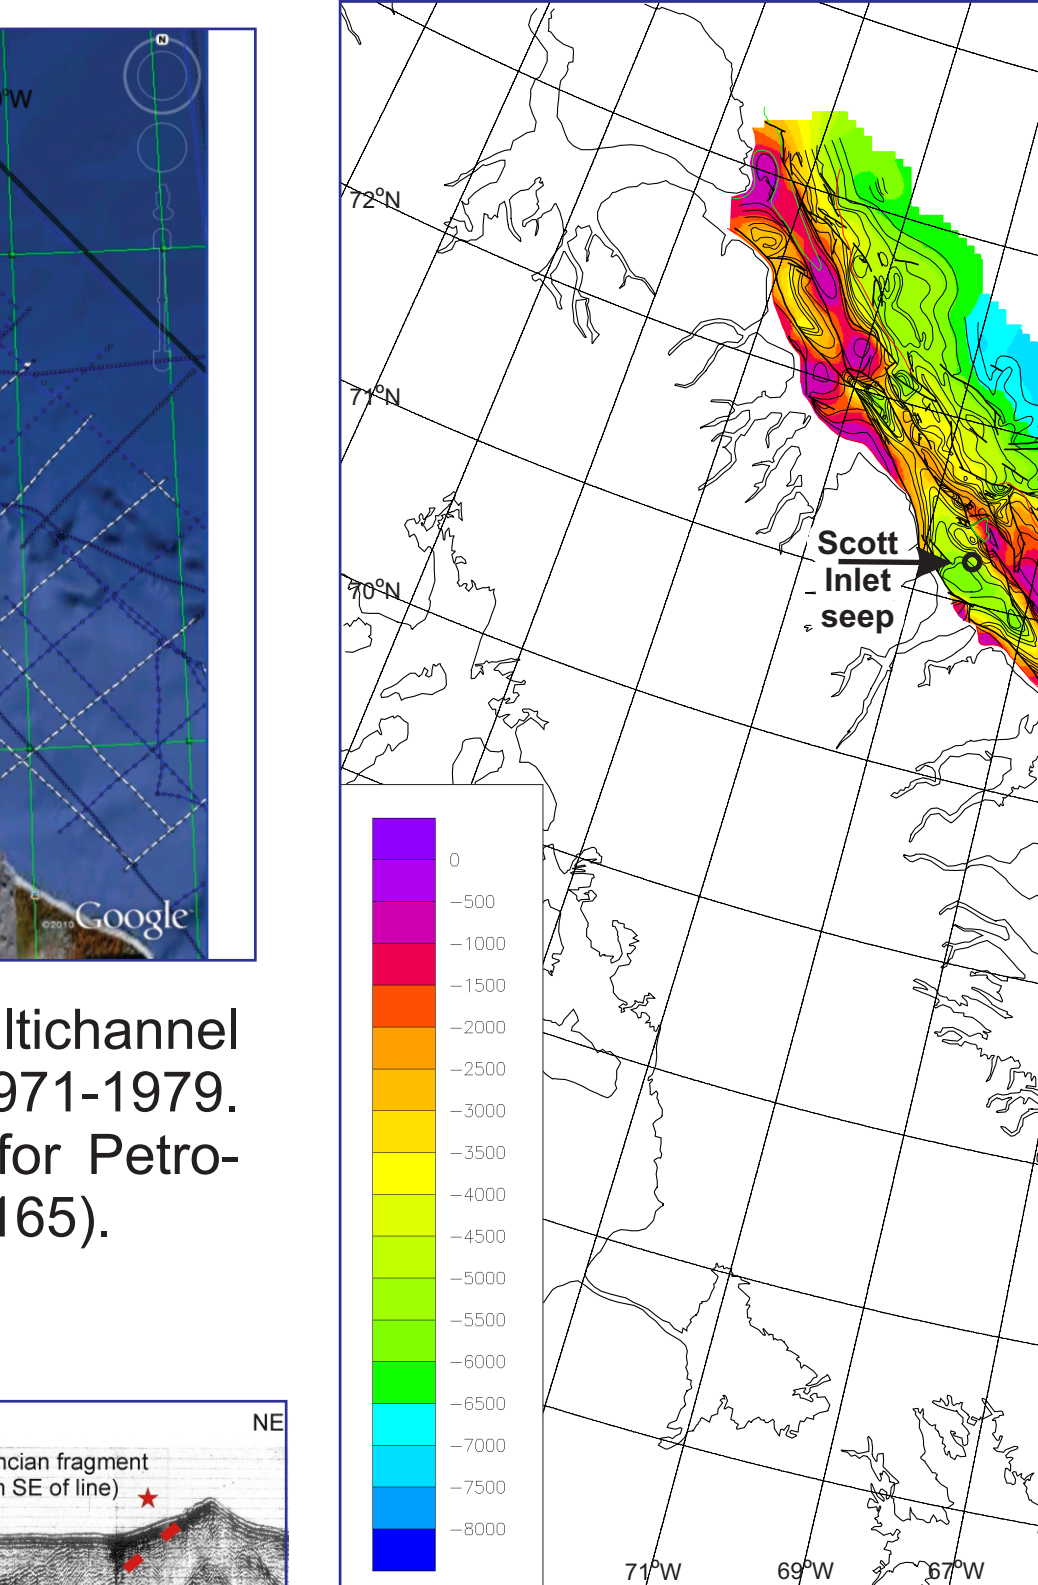 N
°W
©2010 Google
ltichannel
971-1979.
for Petro-
165).
NE
ncian fragment
n SE of line)
72°N
71°N
70°N
Scott
Inlet
seep
0
−500
−1000
−1500
−2000
−2500
−3000
−3500
−4000
−4500
−5000
−5500
−6000
−6500
−7000
−7500
−8000
71°W
69°W
67°W